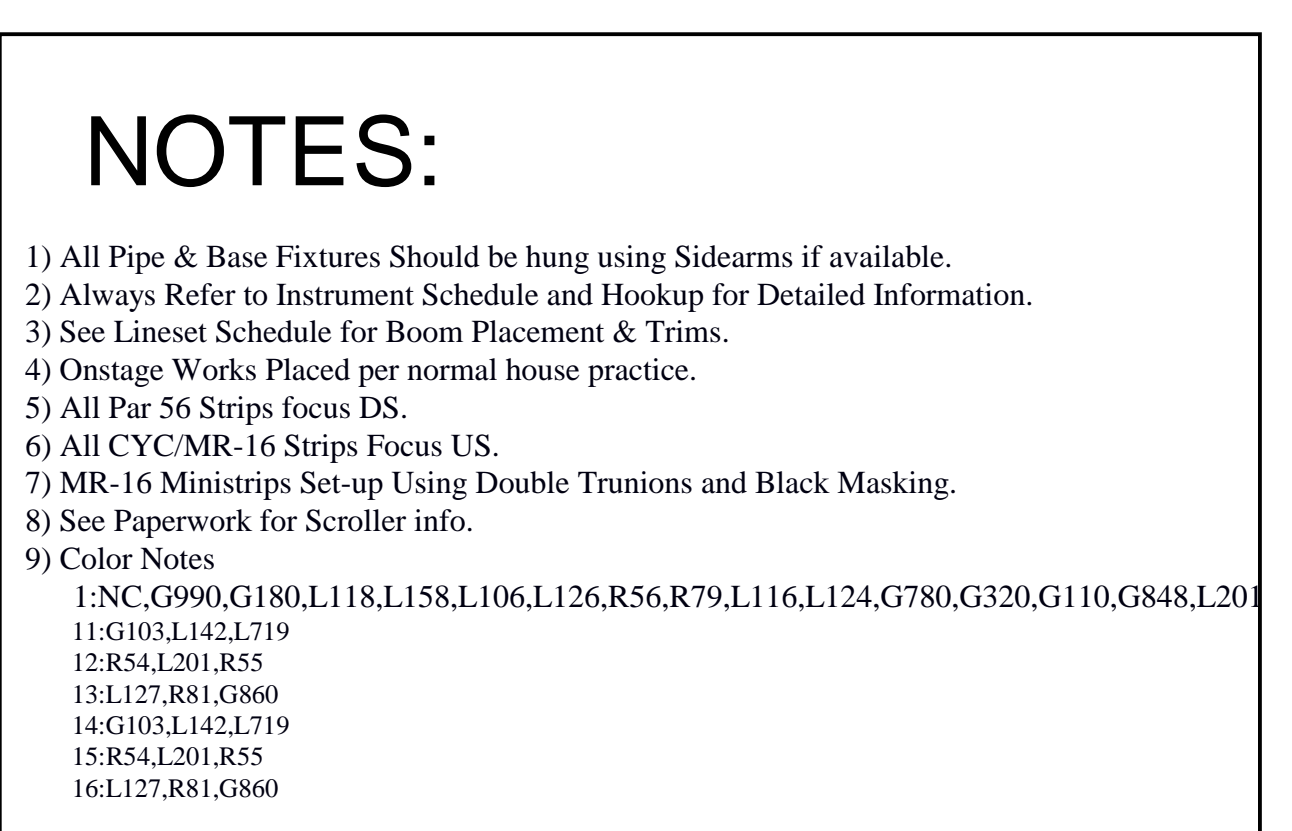 NOTES:
1) All Pipe & Base Fixtures Should be hung using Sidearms if available.
2) Always Refer to Instrument Schedule and Hookup for Detailed Information.
3) See Lineset Schedule for Boom Placement & Trims.
4) Onstage Works Placed per normal house practice.
5) All Par 56 Strips focus DS.
6) All CYC/MR-16 Strips Focus US.
7) MR-16 Ministrips Set-up Using Double Trunions and Black Masking.
8) See Paperwork for Scroller info.
9) Color Notes
1:NC,G990,G180,L118,L158,L106,L126,R56,R79,L116,L124,G780,G320,G110,G848,L201
11:G103,L142,L719
12:R54,L201,R55
13:L127,R81,G860
14:G103,L142,L719
15:R54,L201,R55
16:L127,R81,G860